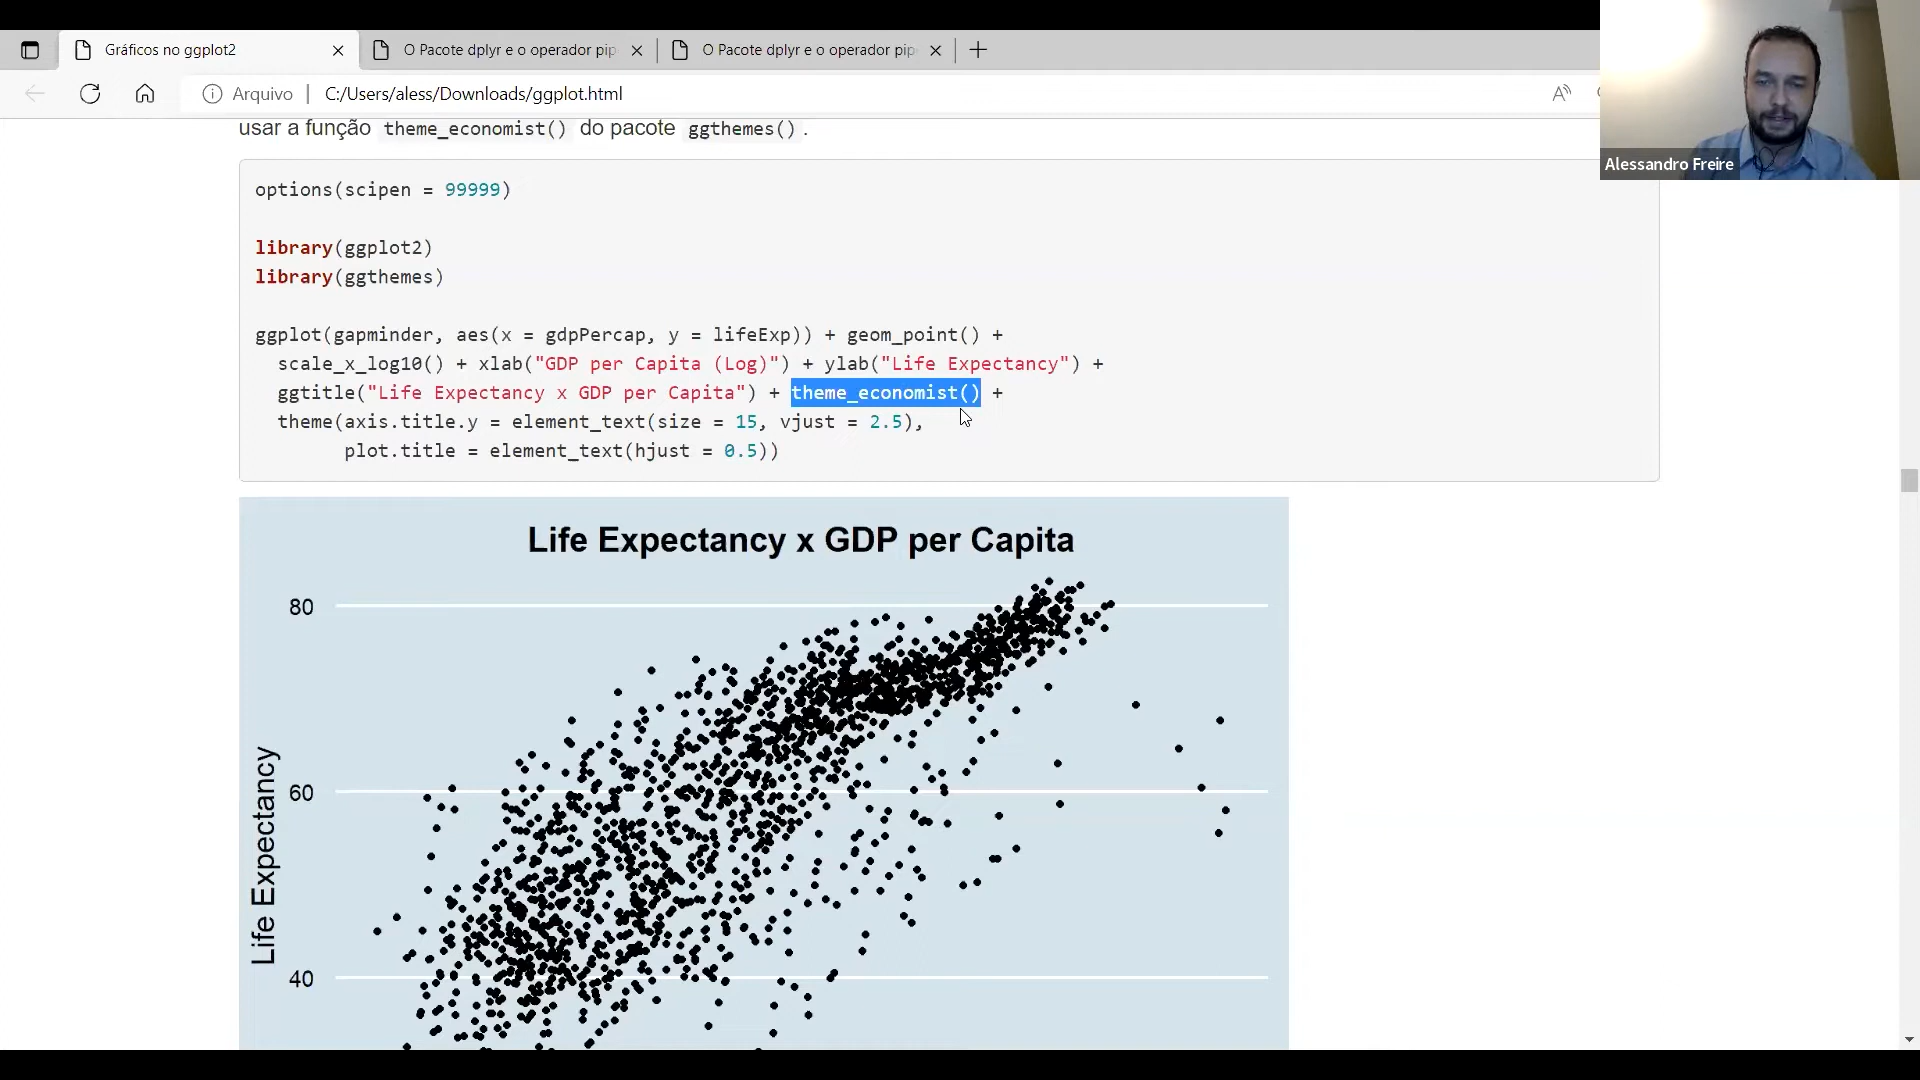 Gráficos no ggplot2
O Pacote dplyr e o operador pip
O Pacote dplyr e o operador pip
Arquivo
C:/Users/aless/Downloads/ggplot.html
Alessandro Freire
usar a função theme_economist() do pacote ggthemes() .
options(scipen = 99999)
library(ggplot2)
library(ggthemes)
ggplot(gapminder, aes(x = gdpPercap, y = lifeExp)) + geom_point() +
scale_x_log10() + xlab("GDP per Capita (Log)") + ylab("Life Expectancy") +
ggtitle("Life Expectancy x GDP per Capita") + theme_economist() +
theme(axis.title.y = element_text(size = 15, vjust = 2.5),
plot.title = element_text(hjust = 0.5))
Life Expectancy x GDP per Capita
80
60
40
Life Expectancy